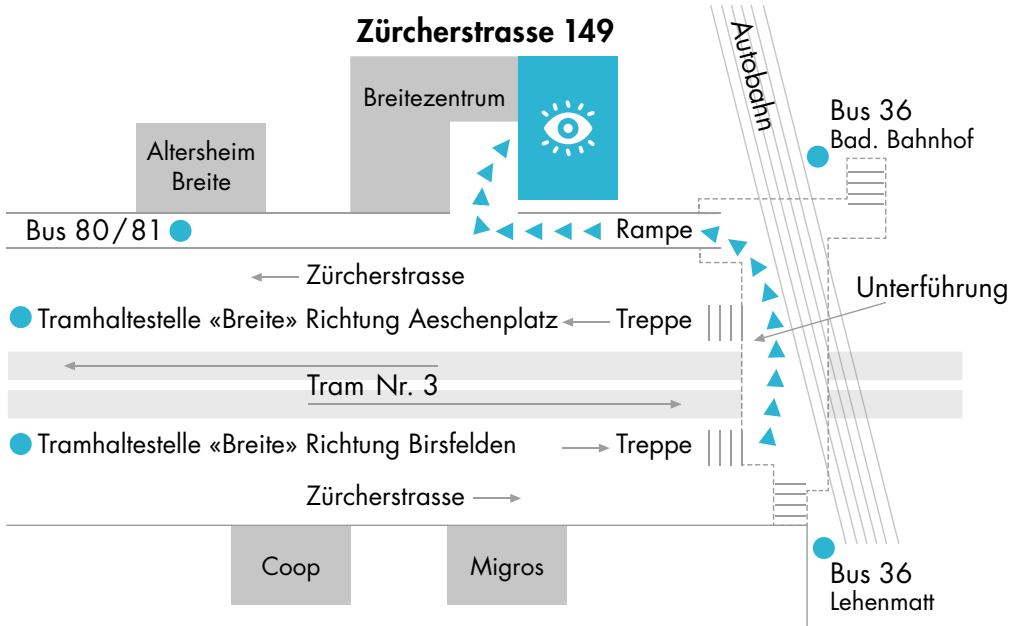 Zürcherstrasse 149
Autobahn
Breitezentrum
Bus 36
Bad. Bahnhof
Altersheim
Breite
Bus 80/81
Rampe
Zürcherstrasse
Unterführung
Tramhaltestelle «Breite» Richtung Aeschenplatz
Treppe
Tram Nr. 3
Tramhaltestelle «Breite» Richtung Birsfelden
Treppe
Zürcherstrasse
Coop
Migros
Bus 36
Lehenmatt